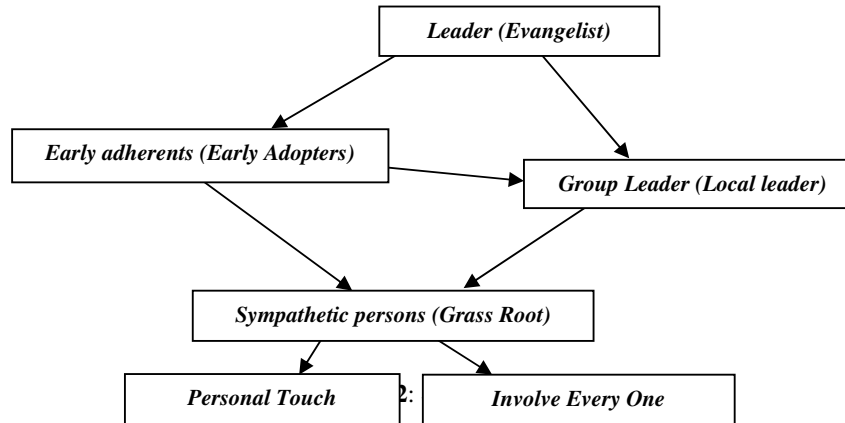 Leader (Evangelist)
Early adherents (Early Adopters)
Group Leader (Local leader)
Sympathetic persons (Grass Root)
Personal Touch
2:
Involve Every One